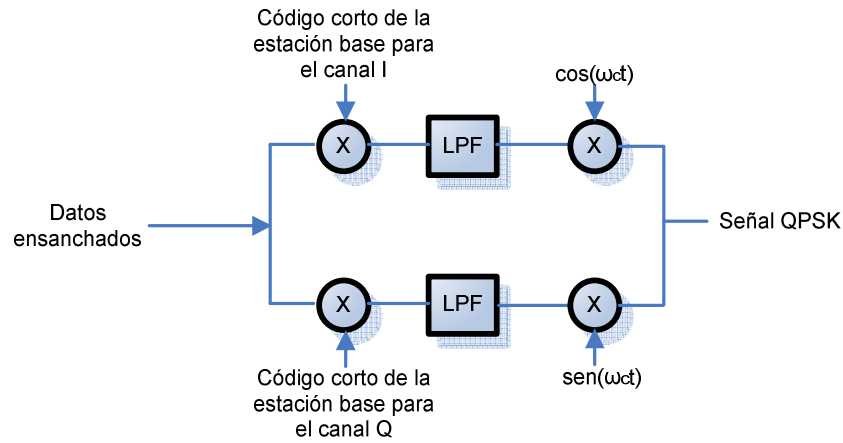 Código corto de la
estación base para
el canal I
cos(ωct)
X
LPF
X
Datos
ensanchados
Señal QPSK
X
LPF
X
Código corto de la
estación base para
el canal Q
sen(ωct)